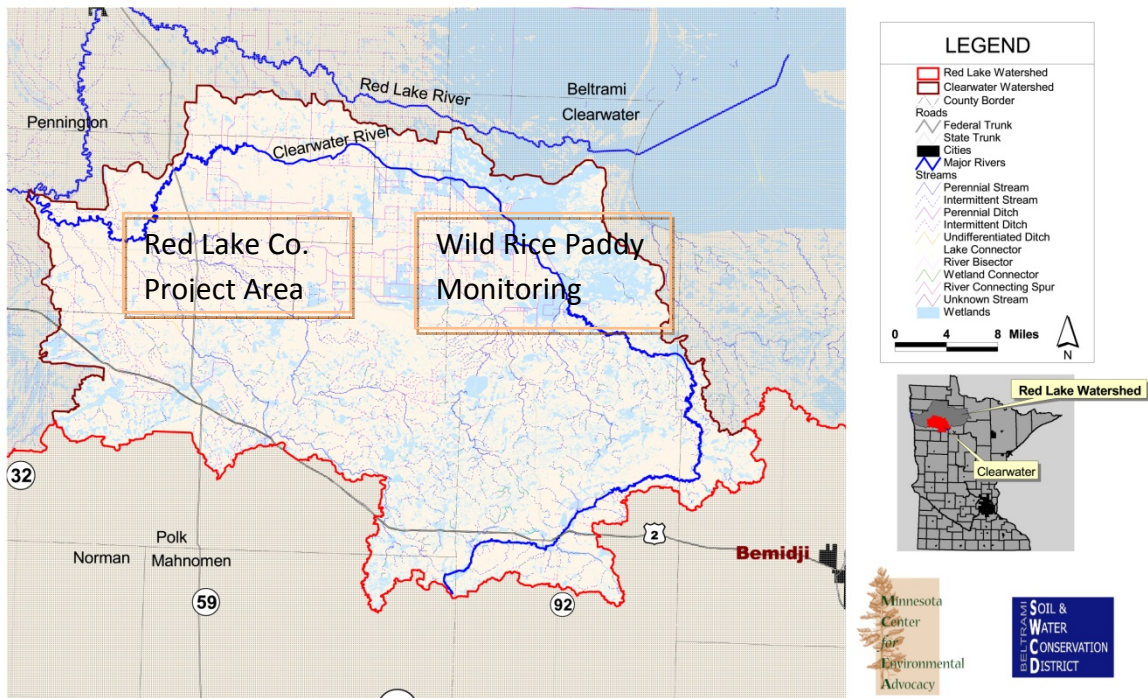 Red Lake River
Beltrami
Clearwater
Pennington
Clearwater River
Red Lake Co.
Project Area
Wild Rice Paddy
Monitoring
32
Polk
Norman
Mahnomen
59
92
2
Bemidji
LEGEND
Red Lake Watershed
Clearwater Watershed
County Border
Roads
Federal Trunk
State Trunk
Cities
Major Rivers
Streams
Perennial Stream
Intermittent Stream
Perennial Ditch
Intermittent Ditch
Undifferentiated Ditch
Lake Connector
River Bisector
Wetland Connector
River Connecting Spur
Unknown Stream
Wetlands
0 4 8 Miles
N
Red Lake Watershed
Clearwater
Minnesota
Center
for
Environmental
Advocacy
BELTRAMI
SOIL &
WATER
CONSERVATION
DISTRICT